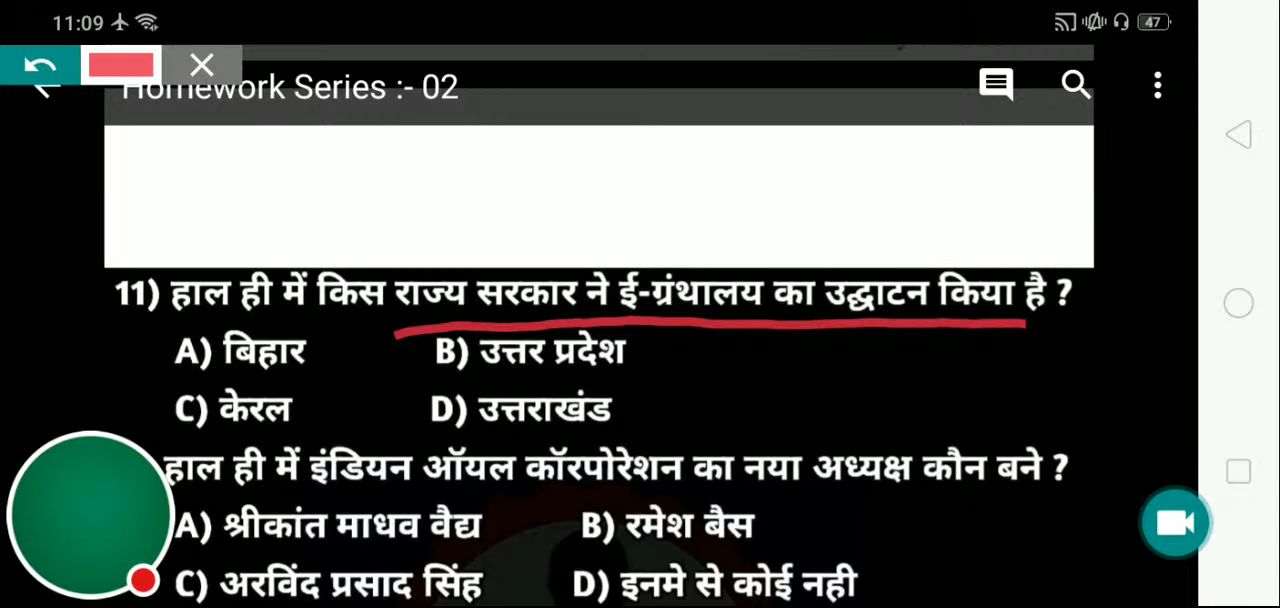 11:09
47
Homework Series :- 02
11) हाल ही में किस राज्य सरकार ने ई-ग्रंथालय का उद्घाटन किया है ?
A) बिहार B) उत्तर प्रदेश
C) केरल D) उत्तराखंड
हाल ही में इंडियन ऑयल कॉरपोरेशन का नया अध्यक्ष कौन बने ?
A) श्रीकांत माधव वैद्य B) रमेश बैस
C) अरविंद प्रसाद सिंह D) इनमे से कोई नही